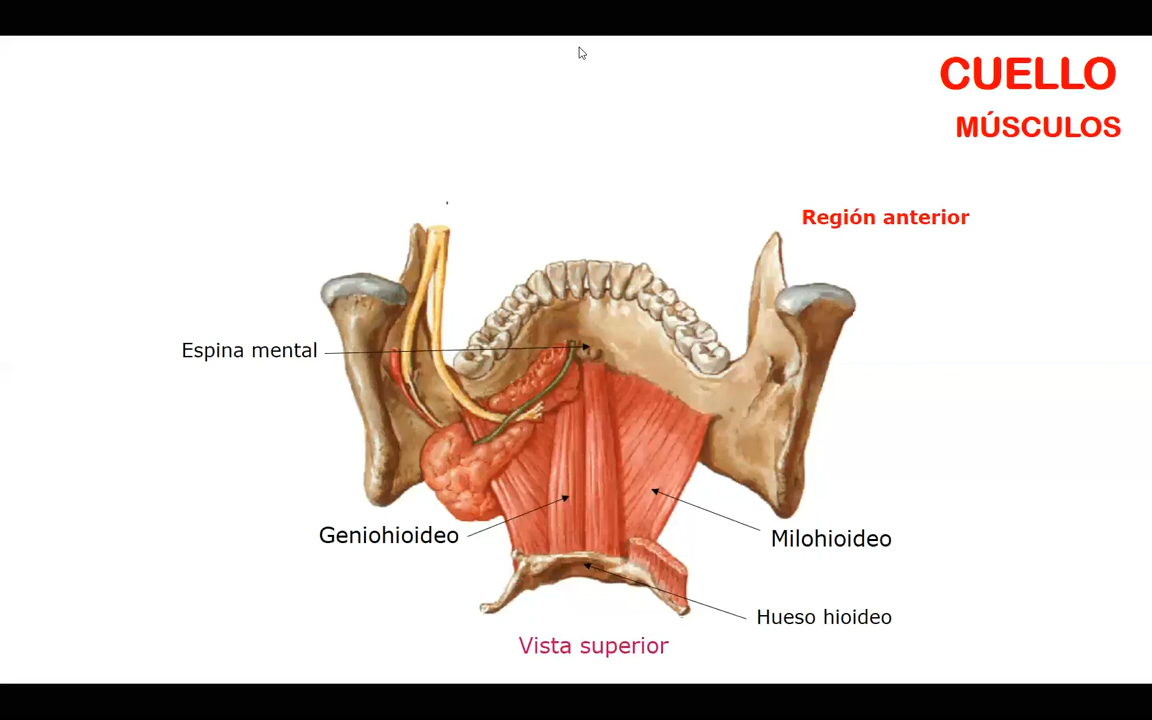 CUELLO
MÚSCULOS
Región anterior
Espina mental
Geniohioideo
Milohioideo
Hueso hioideo
Vista superior